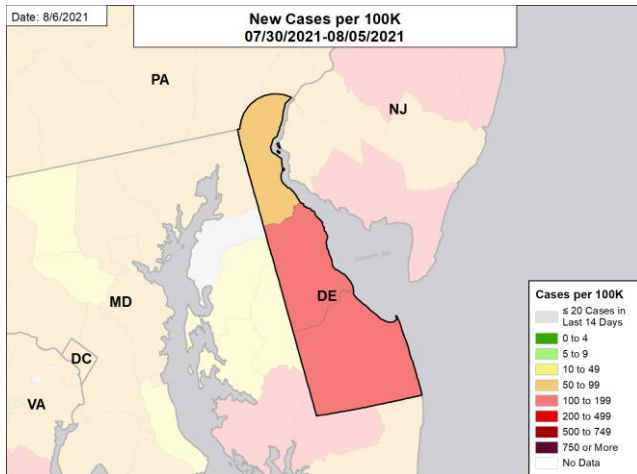 Date: 8/6/2021
New Cases per 100K
07/30/2021-08/05/2021
PA
NJ
MD
DE
DC
VA
Cases per 100K
≤ 20 Cases in
Last 14 Days
0 to 4
5 to 9
10 to 49
50 to 99
100 to 199
200 to 499
500 to 749
750 or More
No Data